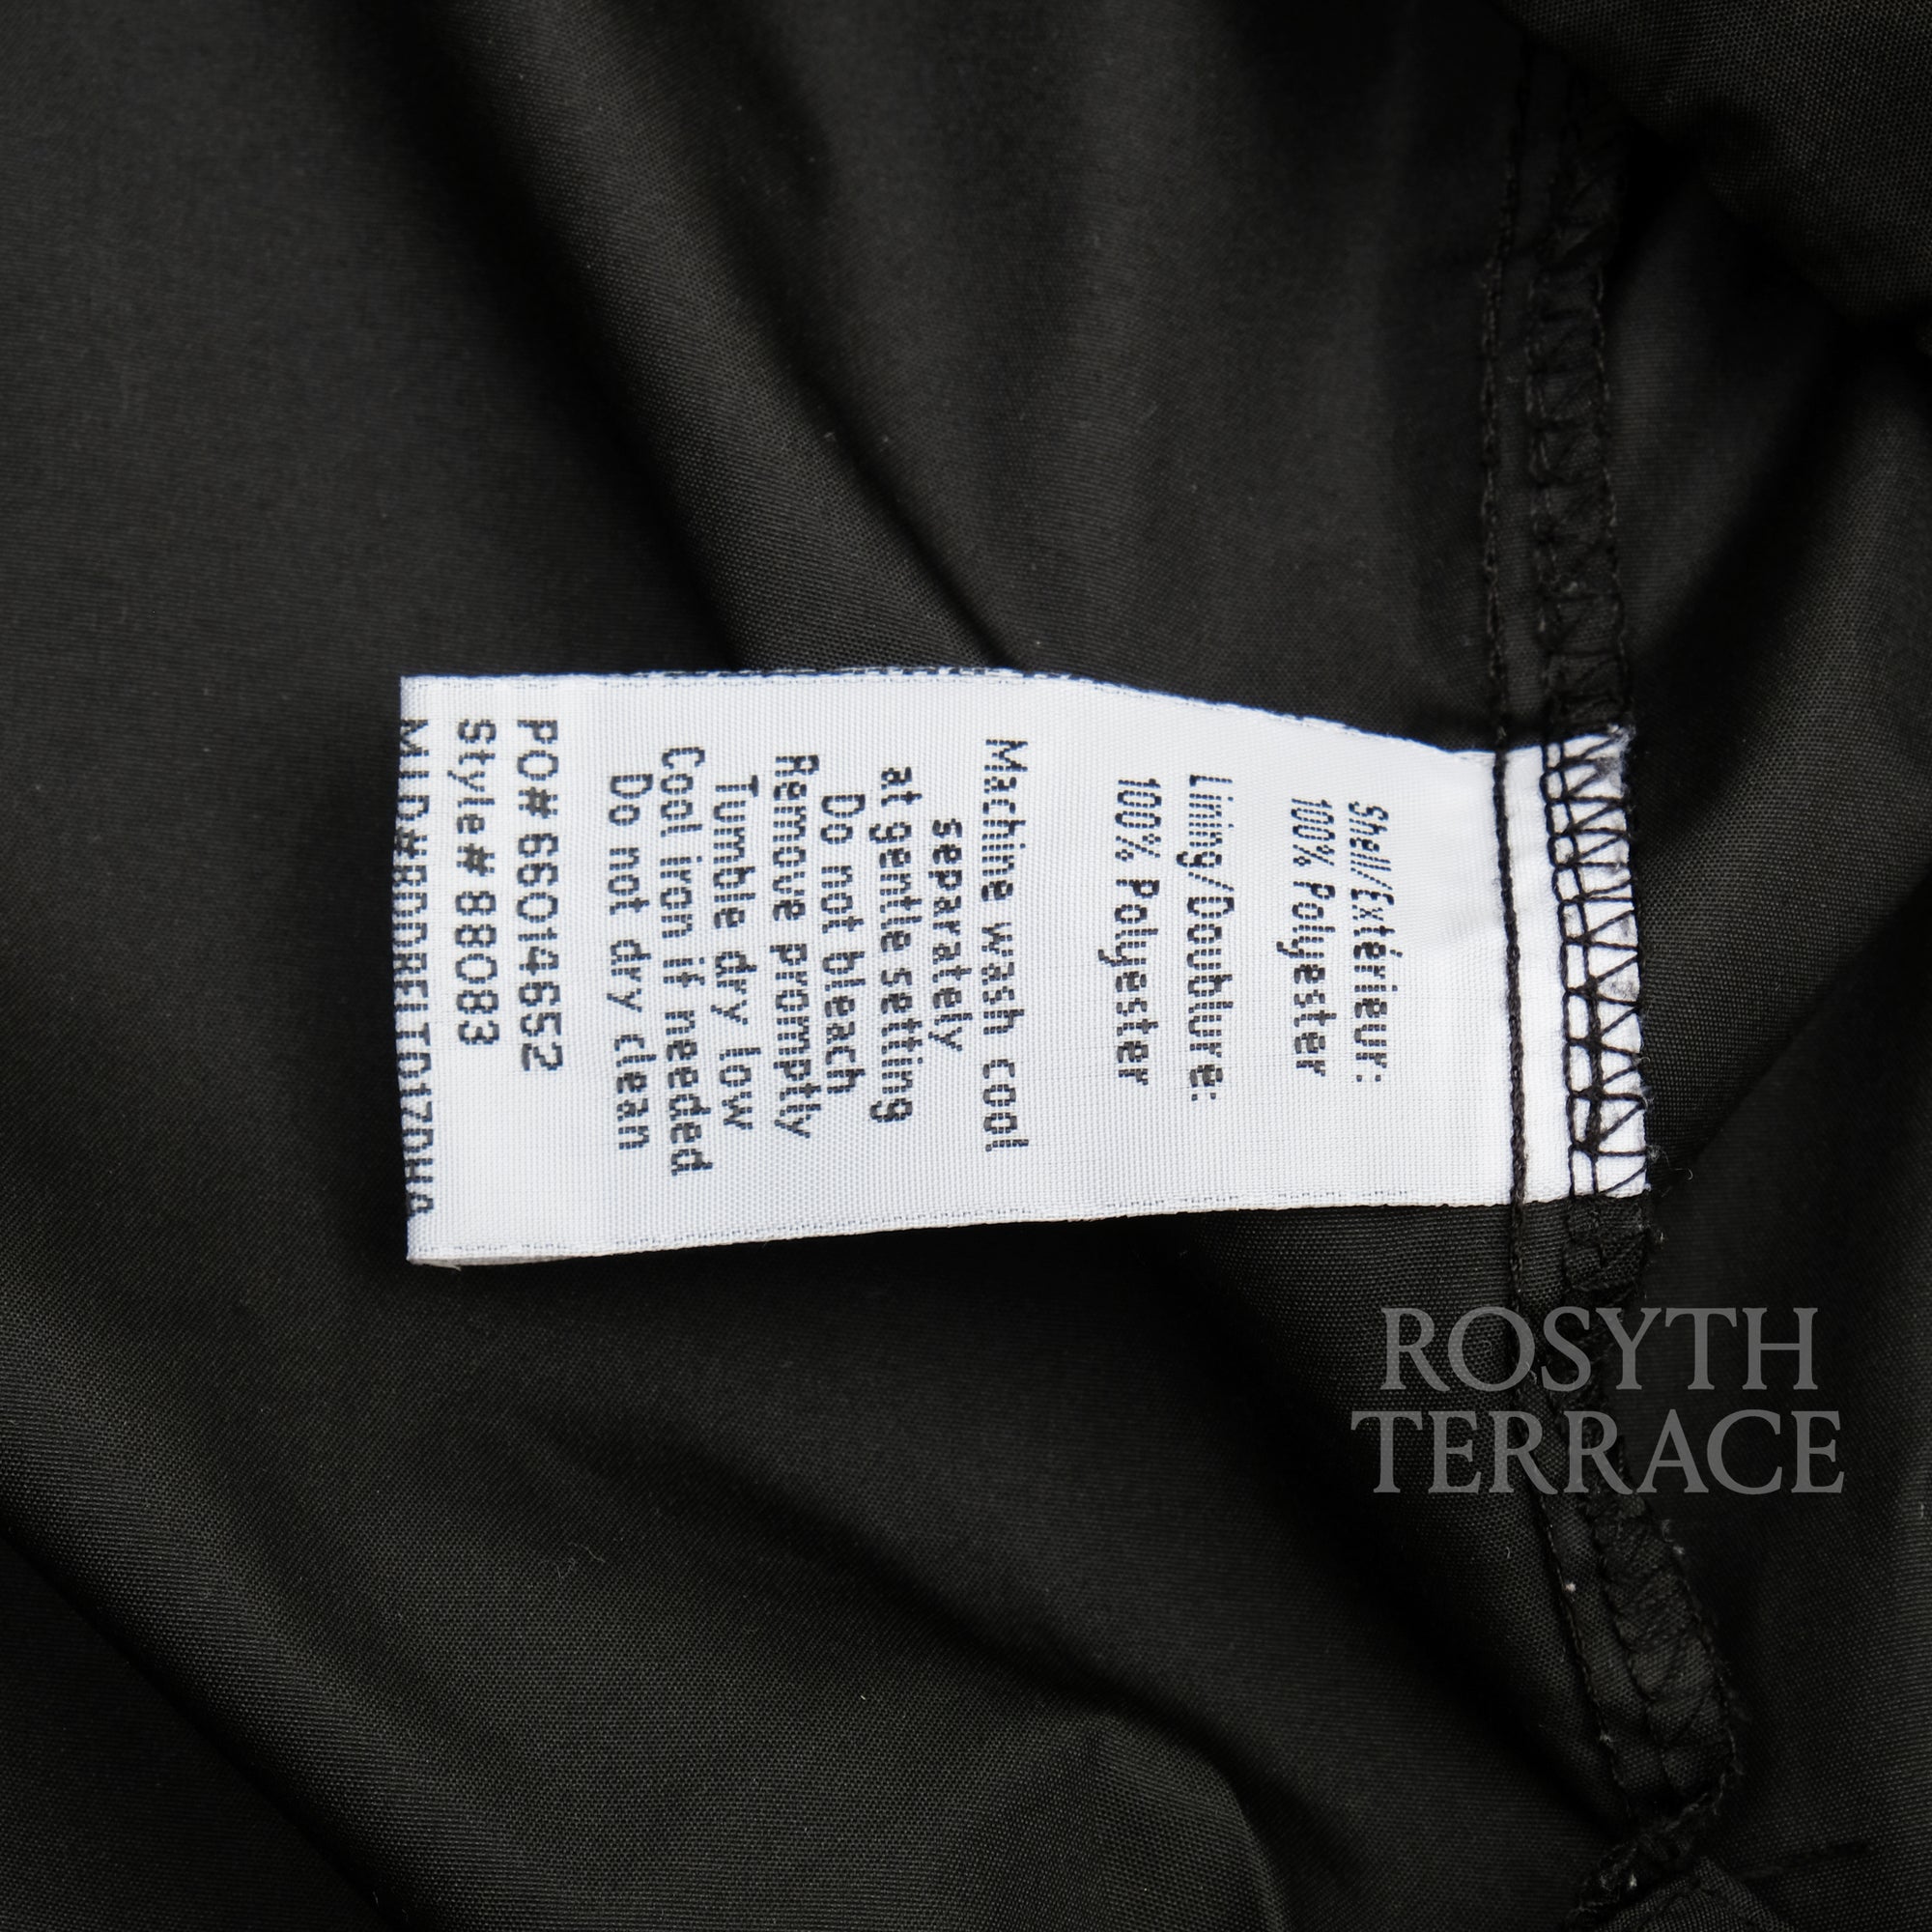 Shell/Extérieur:
100% Polyester
Lining/Doublure:
100% Polyester
Machine wash cool
separately
at gentle setting
Do not bleach
Remove promptly
Tumble dry low
Cool iron if needed
Do not dry clean
PO# 66014652
Style# 88083
ROSYTH
TERRACE